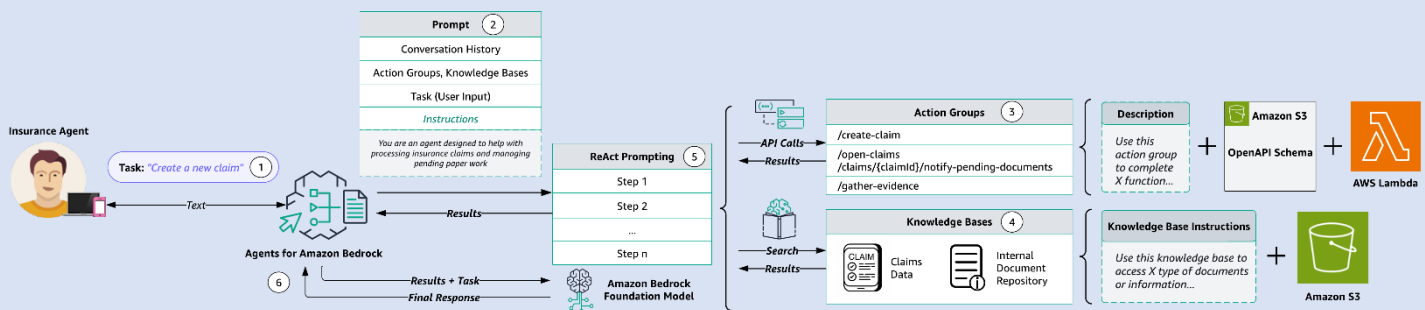 Insurance Agent
Task: "Create a new claim"
1
Text
Agents for Amazon Bedrock
Prompt
2
Conversation History
Action Groups, Knowledge Bases
Task (User Input)
Instructions
You are an agent designed to help with
processing insurance claims and managing
pending paper work
Results
6
Results + Task
Final Response
ReAct Prompting
5
Step 1
Step 2
...
Step n
Amazon Bedrock
Foundation Model
API Calls
Results
Action Groups
3
/create-claim
/open-claims
/claims/{claimId}/notify-pending-documents
/gather-evidence
Description
Use this
action group
to complete
X function...
Amazon S3
OpenAPI Schema
AWS Lambda
Search
Results
Knowledge Bases
4
CLAIM
Claims
Data
Internal
Document
Repository
Knowledge Base Instructions
Use this knowledge base to
access X type of documents
or information...
Amazon S3